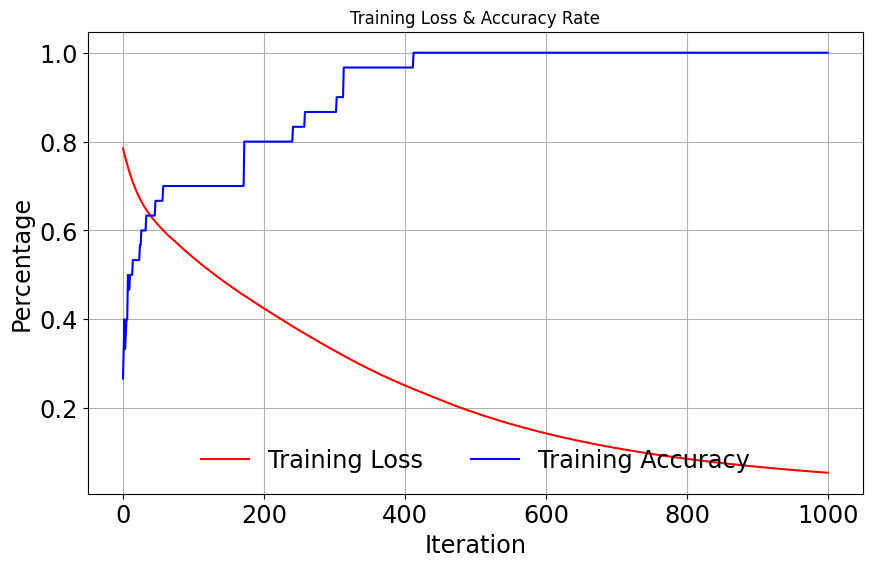 Training Loss & Accuracy Rate
Percentage
1.0
0.8
0.6
0.4
0.2
Training Loss
Training Accuracy
0 200 400 600 800 1000
Iteration